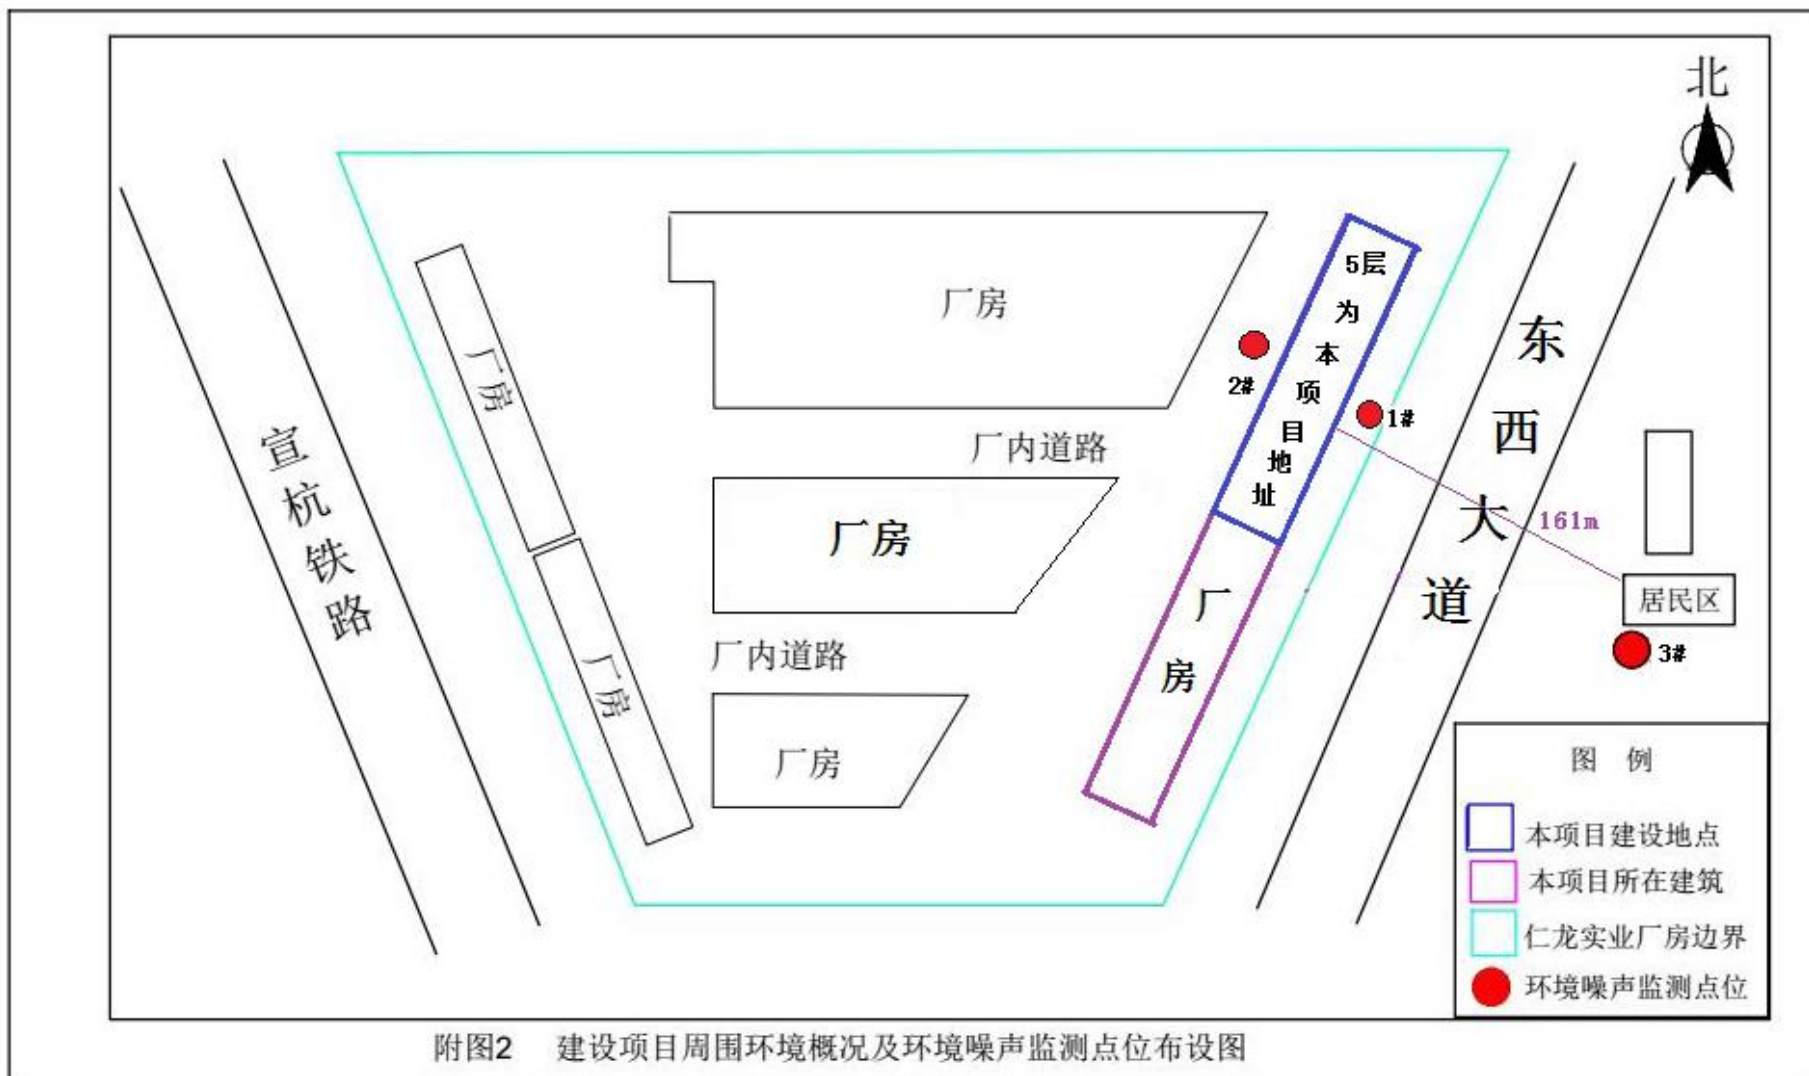 北
5层为本项目地址
厂房
2#
1#
东西大道
厂房
宣杭铁路
厂内道路
厂房
161m
厂房
居民区
厂内道路
3#
厂房
厂房
图 例
本项目建设地点
本项目所在建筑
仁龙实业厂房边界
环境噪声监测点位
附图2 建设项目周围环境概况及环境噪声监测点位布设图